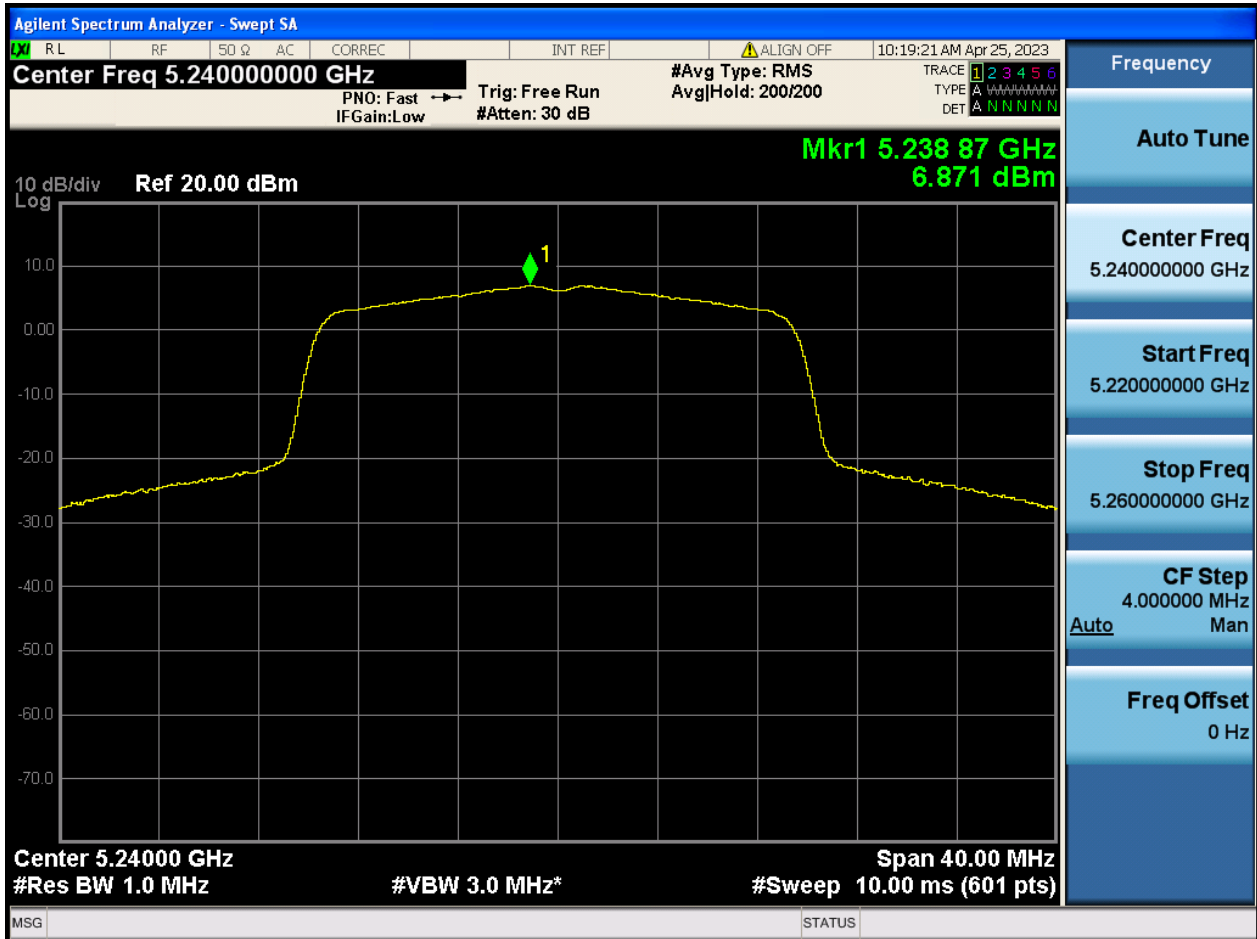 Agilent Spectrum Analyzer - Swept SA
LXI RL RF 50 Ω AC CORREC INT REF ALIGN OFF 10:19:21 AM Apr 25, 2023
Center Freq 5.240000000 GHz
PNO: Fast
IFGain:Low
Trig: Free Run
#Atten: 30 dB
#Avg Type: RMS
Avg|Hold: 200/200
TRACE 1 2 3 4 5 6
TYPE A WWWWW
DET A N N N N N
Mkr1 5.238 87 GHz
6.871 dBm
10 dB/div Ref 20.00 dBm
Log
1
10.0
0.00
-10.0
-20.0
-30.0
-40.0
-50.0
-60.0
-70.0
Center 5.24000 GHz Span 40.00 MHz
#Res BW 1.0 MHz #VBW 3.0 MHz* #Sweep 10.00 ms (601 pts)
MSG STATUS
Frequency
Auto Tune
Center Freq
5.240000000 GHz
Start Freq
5.220000000 GHz
Stop Freq
5.260000000 GHz
CF Step
4.000000 MHz
Auto Man
Freq Offset
0 Hz